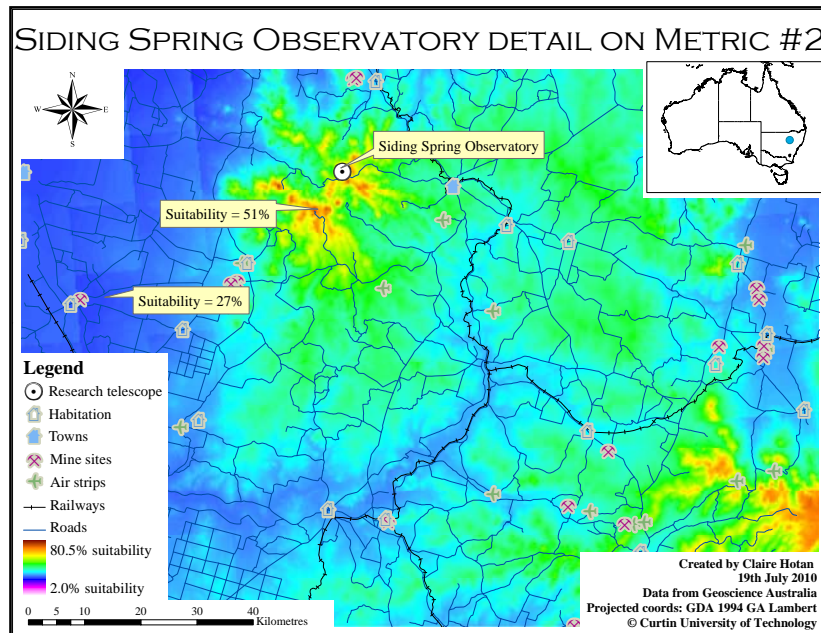 SIDING SPRING OBSERVATORY DETAIL ON METRIC #2
N
W E
S
Siding Spring Observatory
Suitability = 51%
Suitability = 27%
Legend
Research telescope
Habitation
Towns
Mine sites
Air strips
Railways
Roads
80.5% suitability
2.0% suitability
0 5 10 20 30 40
Kilometres
Created by Claire Hotan
19th July 2010
Data from Geoscience Australia
Projected coords: GDA 1994 GA Lambert
© Curtin University of Technology